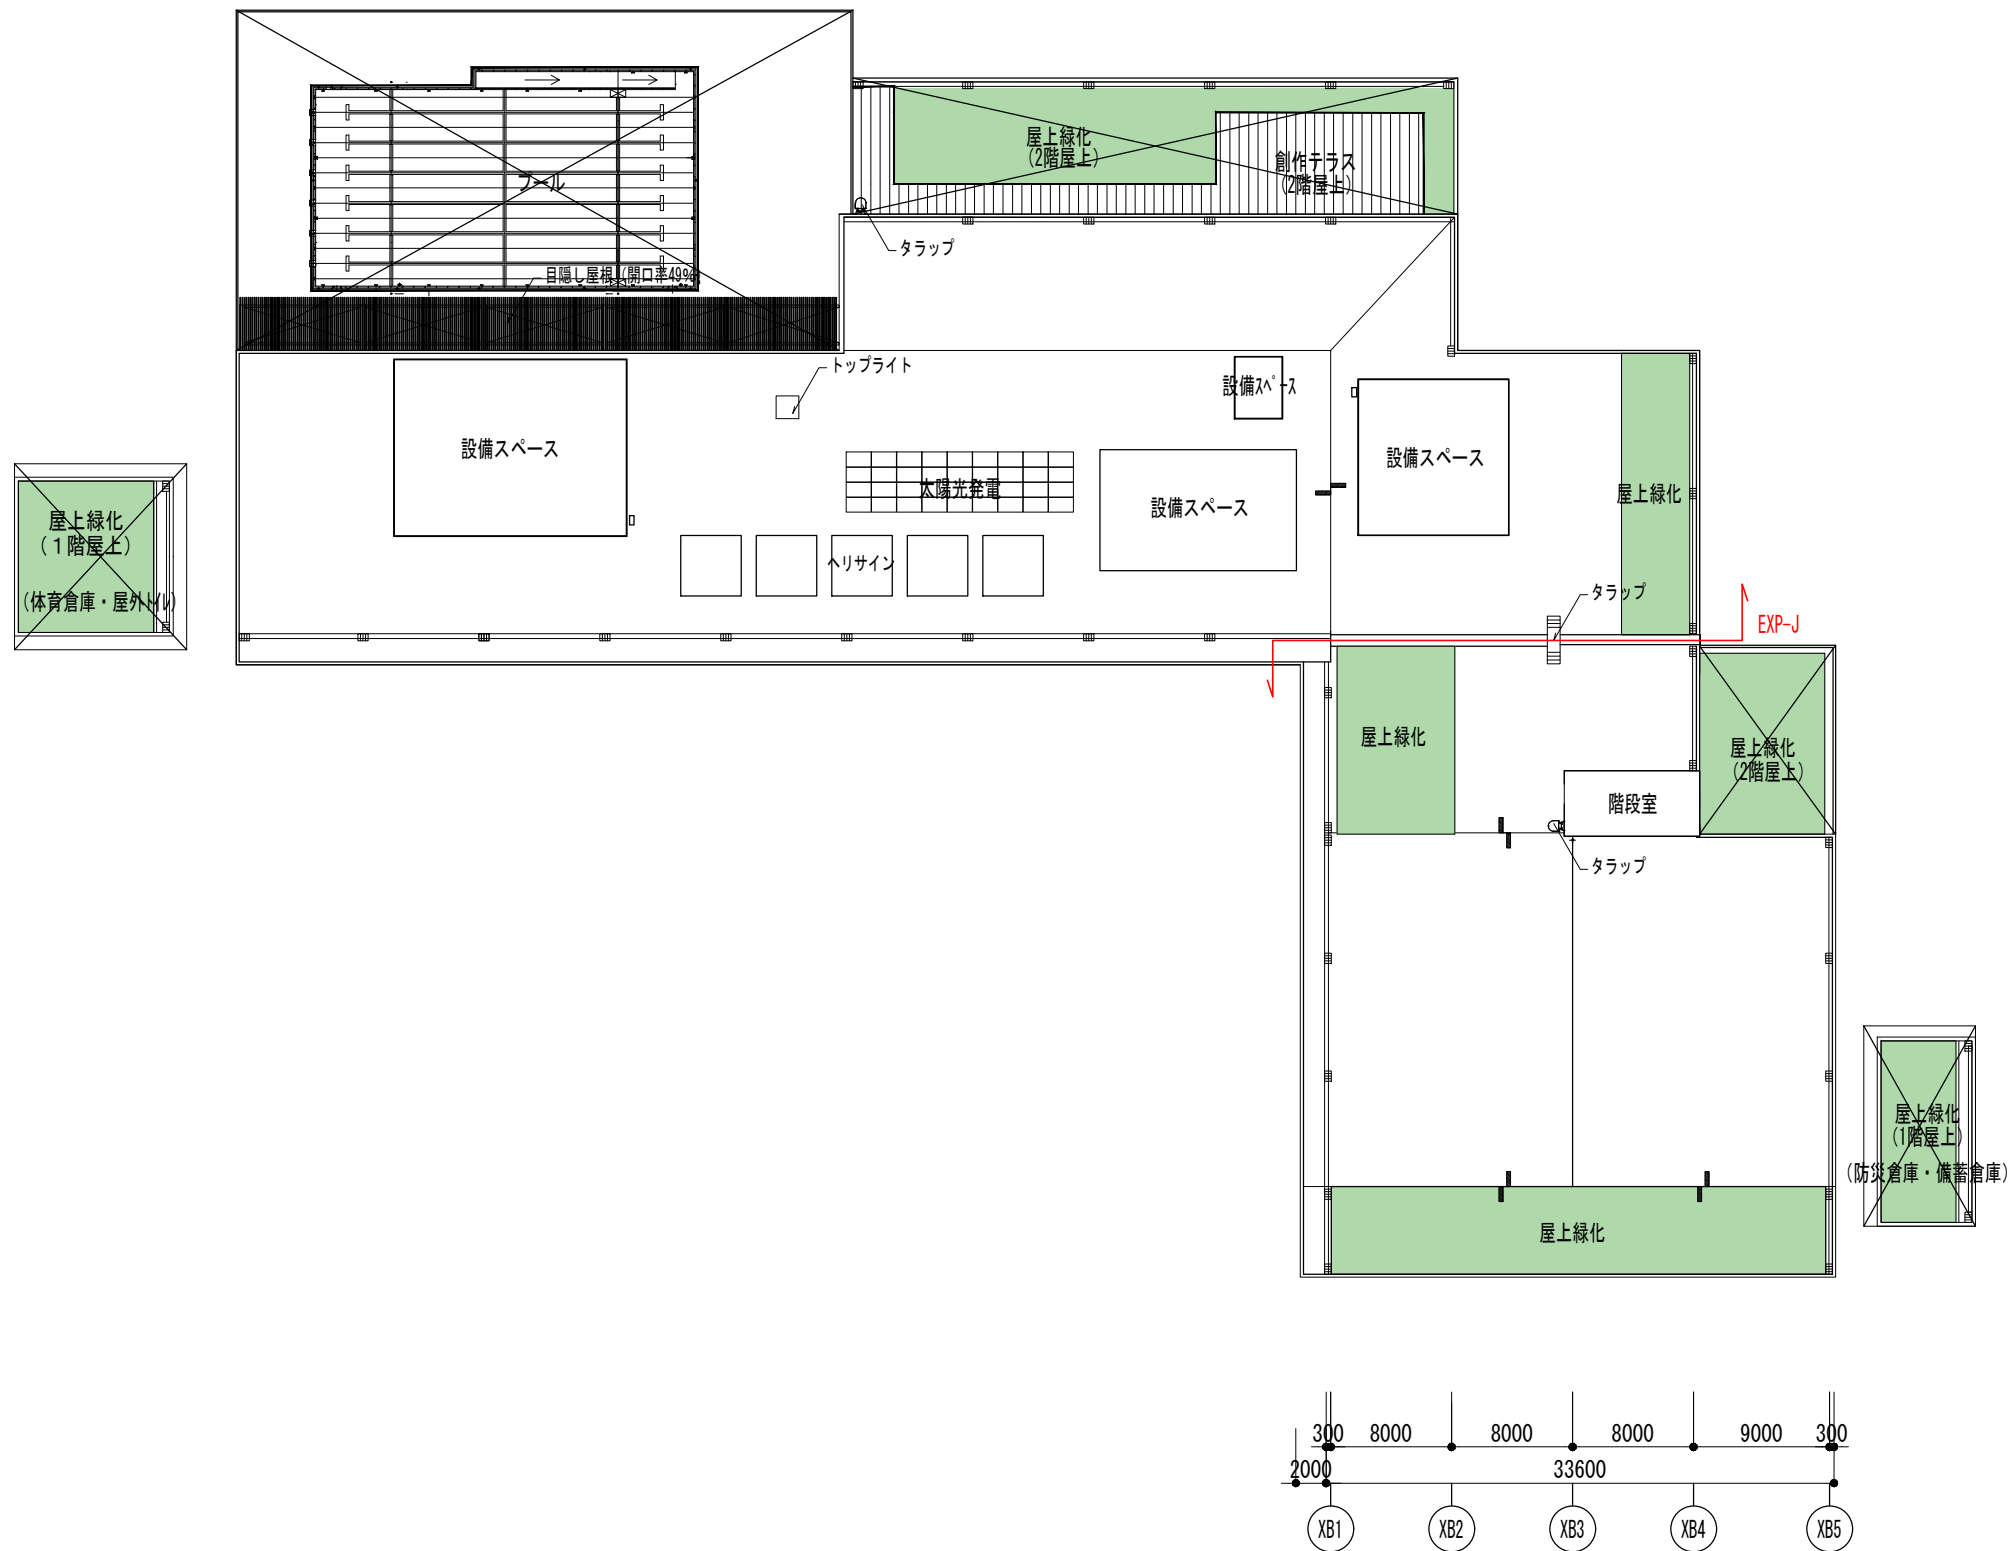 屋上緑化
(2階屋上)
創作テラス
(2階屋上)
プール
タラップ
目隠し屋根(開口率49%)
トップライト
設備スペース
設備スペース
設備スペース
太陽光発電
設備スペース
屋上緑化
ヘリサイン
屋上緑化
(1階屋上)
(体育倉庫・屋外トイレ)
タラップ
EXP-J
屋上緑化
屋上緑化
(2階屋上)
階段室
タラップ
屋上緑化
(1階屋上)
(防災倉庫・備蓄倉庫)
屋上緑化
300 8000 8000 8000 9000 300
2000 33600
XB1 XB2 XB3 XB4 XB5